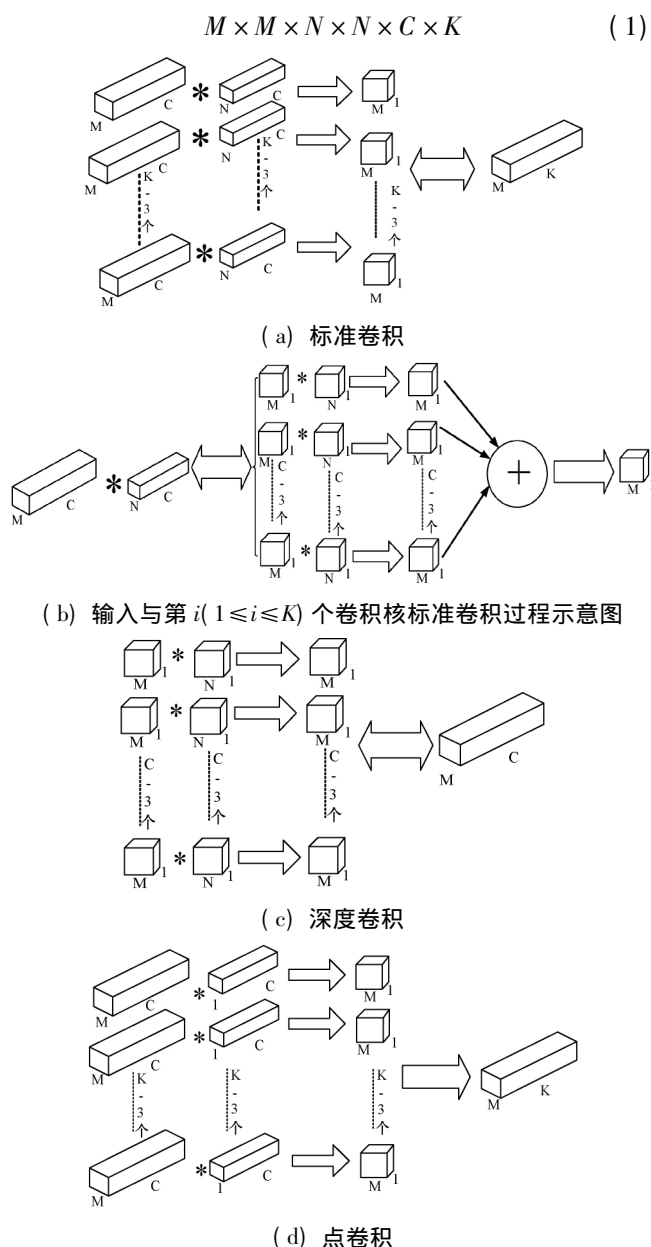 M×M×N×N×C×K (1)
M C * N C M 1
M C * N C M 1 M K
K-3个 K-3个 K-3个
M C * N C M 1
(a) 标准卷积
M 1 * N 1 M 1
M 1 * N 1 M 1
M C * N C + M
C-3个 C-3个 C-3个
M 1 * N 1 M 1
(b) 输入与第i(1≤i≤K)个卷积核标准卷积过程示意图
M 1 * N 1 M 1
M 1 * N 1 M 1 M C
C-3个 C-3个 C-3个
M 1 * N 1 M 1
(c) 深度卷积
M C * 1 C M 1
M C * 1 C M 1 M K
K-3个 K-3个 K-3个
M C * 1 C M 1
(d) 点卷积